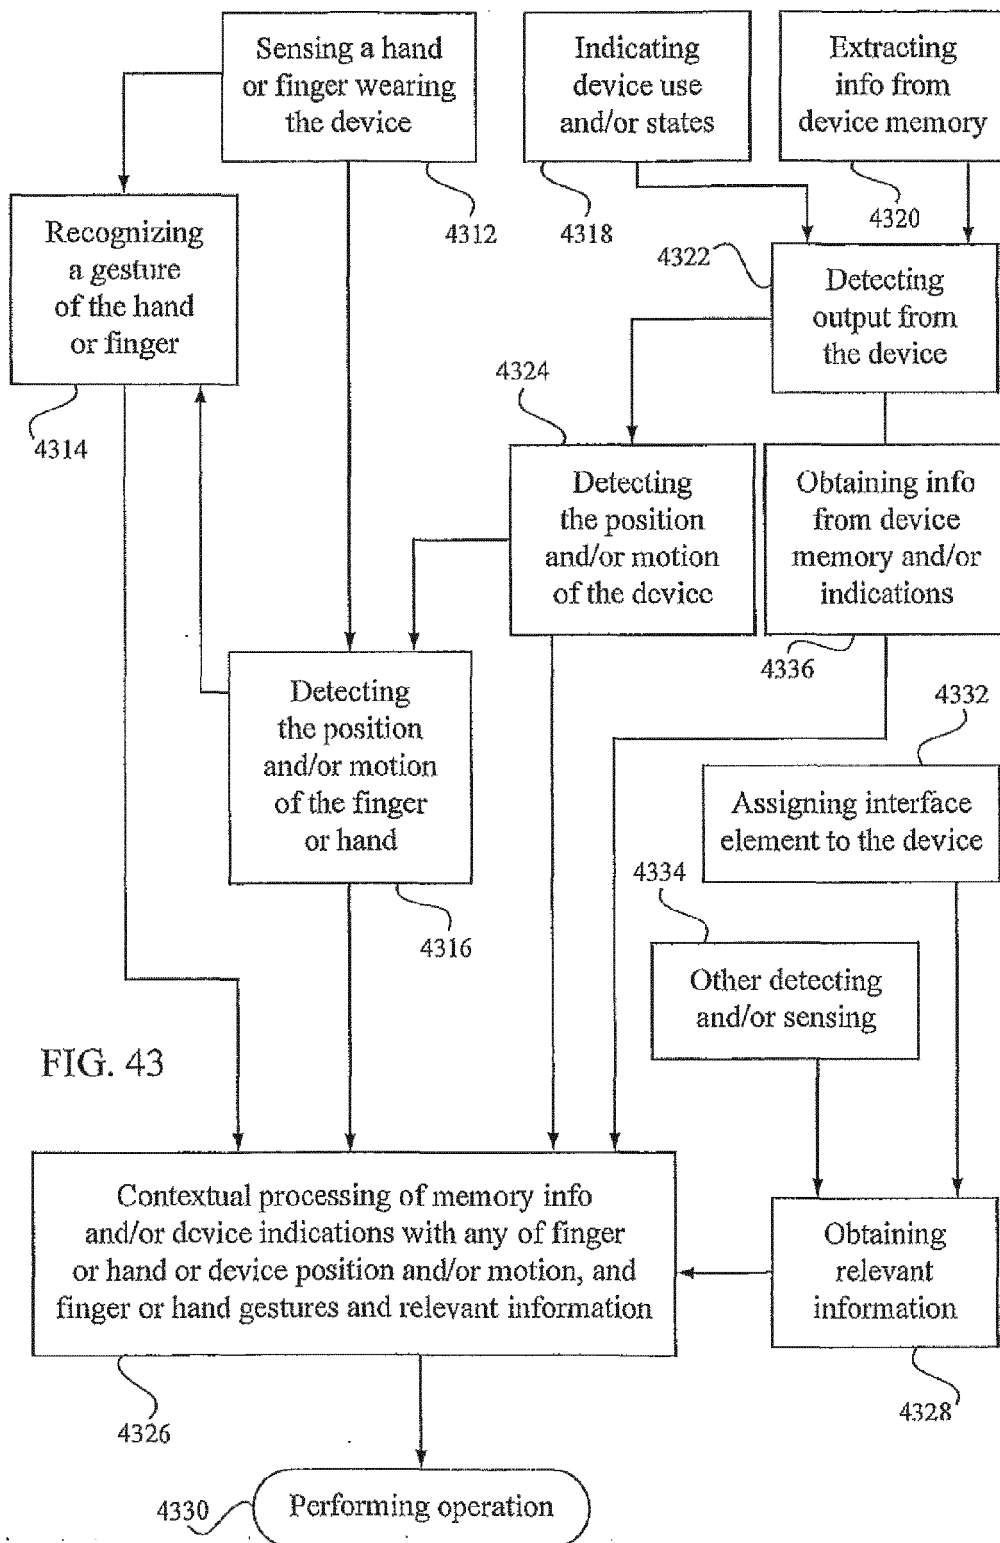 Sensing a hand
or finger wearing
the device
4312
Indicating
device use
and/or states
4318
Extracting
info from
device memory
4320
Recognizing
a gesture
of the hand
or finger
4314
4322
Detecting
output from
the device
4324
Detecting
the position
and/or motion
of the device
Obtaining info
from device
memory and/or
indications
4336
Detecting
the position
and/or motion
of the finger
or hand
4316
4332
Assigning interface
element to the device
4334
Other detecting
and/or sensing
FIG. 43
Contextual processing of memory info
and/or device indications with any of finger
or hand or device position and/or motion, and
finger or hand gestures and relevant information
4326
Obtaining
relevant
information
4328
4330
Performing operation